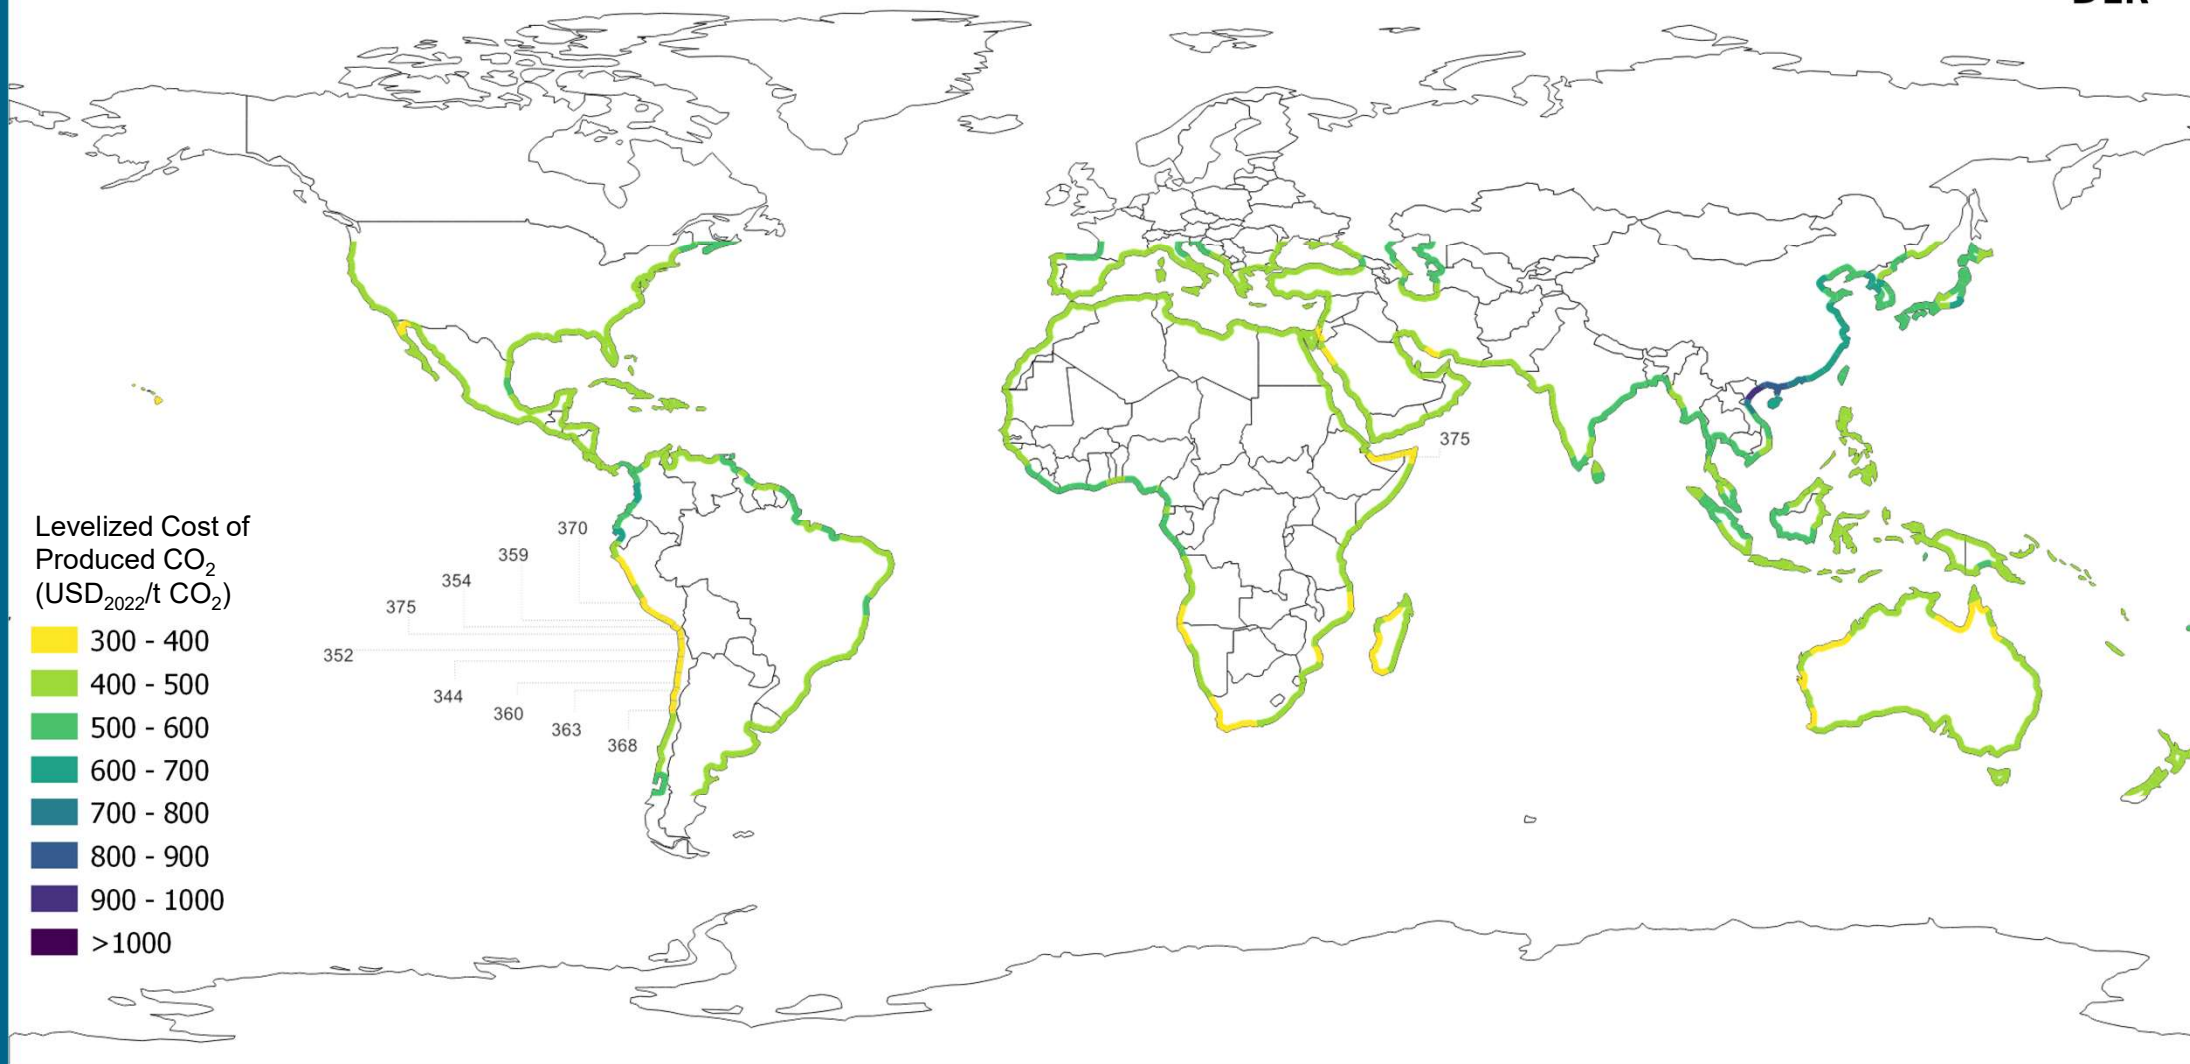 375
370
359
354
375
352
344
360
363
368
Levelized Cost of
Produced CO₂
(USD₂₀₂₂/t CO₂)
300 - 400
400 - 500
500 - 600
600 - 700
700 - 800
800 - 900
900 - 1000
>1000